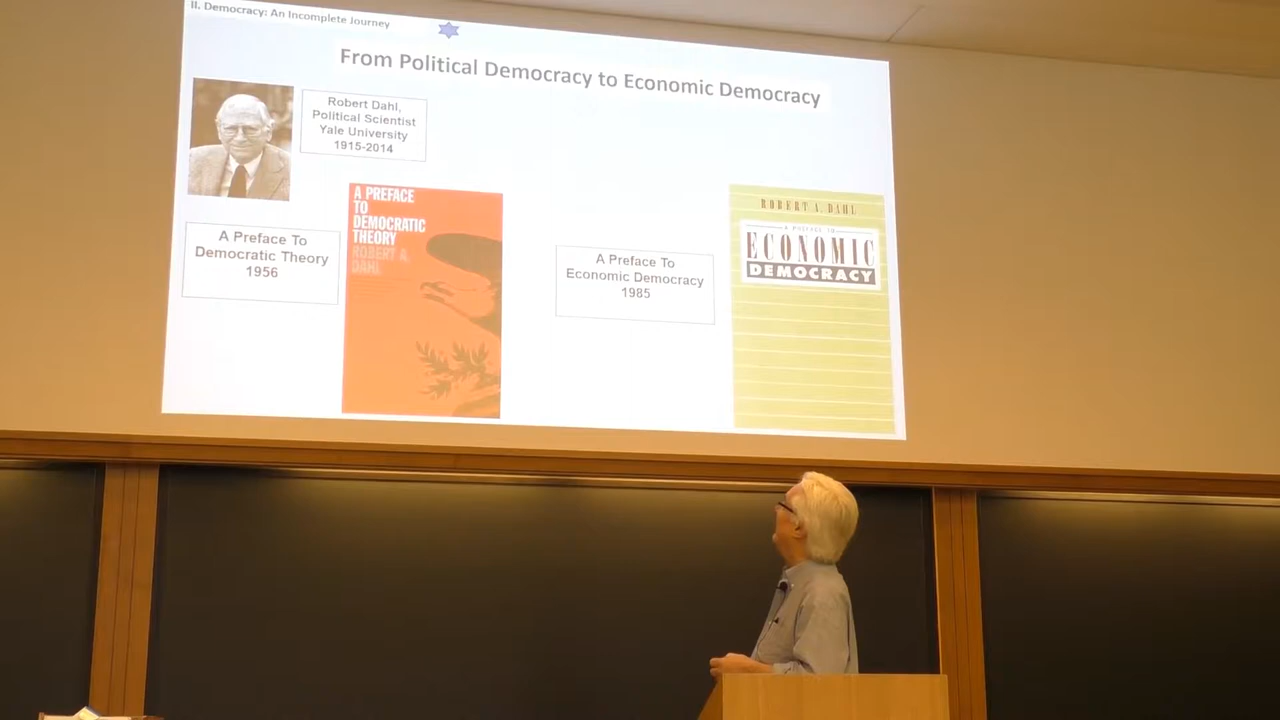 II. Democracy: An Incomplete Journey
From Political Democracy to Economic Democracy
Robert Dahl,
Political Scientist
Yale University
1915-2014
A Preface To
Democratic Theory
1956
A PREFACE
TO
DEMOCRATIC
THEORY
ROBERT A.
DAHL
A Preface To
Economic Democracy
1985
ROBERT A. DAHL
A PREFACE TO
ECONOMIC
DEMOCRACY